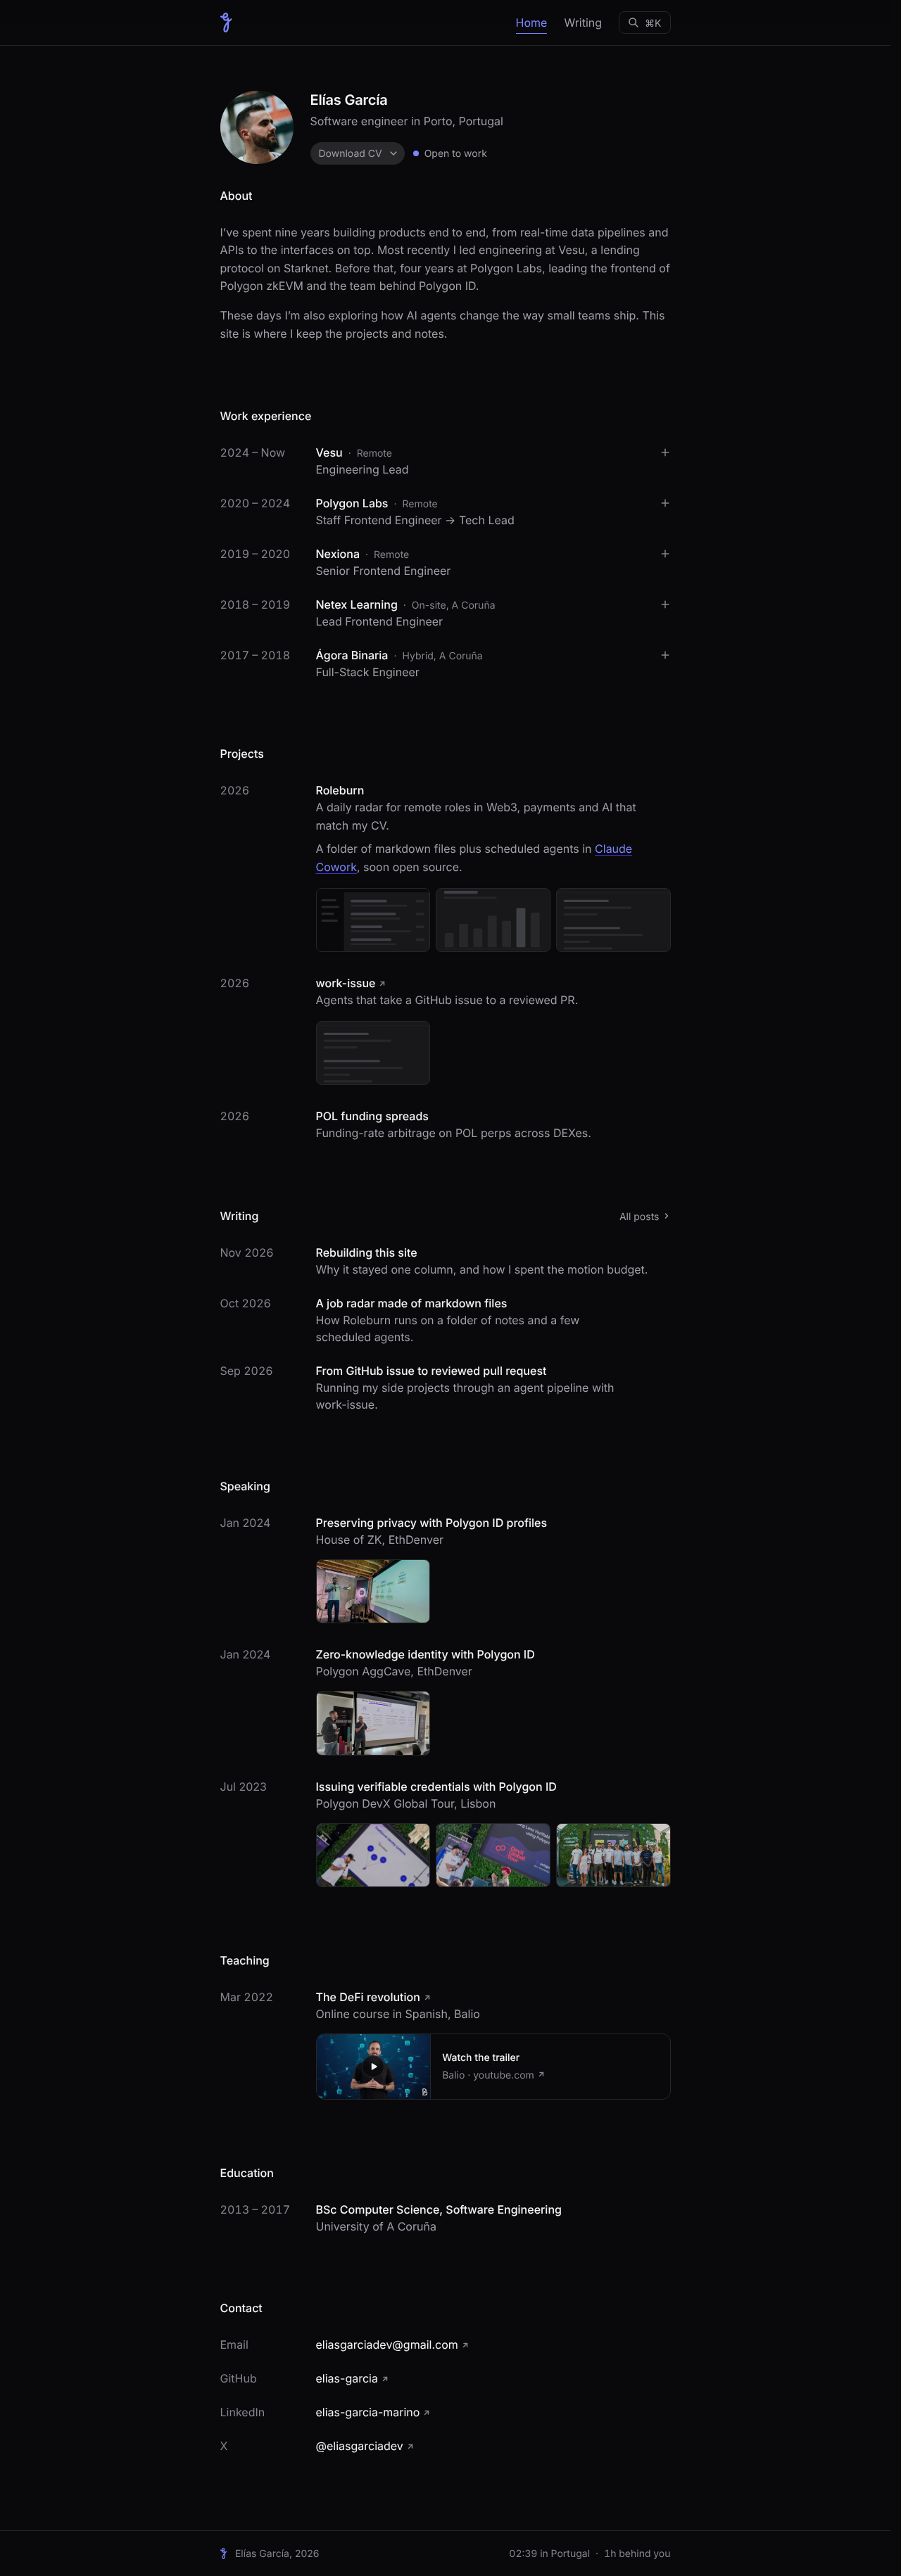 Home Writing ⌘K
Elías García
Software engineer in Porto, Portugal
Download CV Open to work
About
I've spent nine years building products end to end, from real-time data pipelines and
APIs to the interfaces on top. Most recently I led engineering at Vesu, a lending
protocol on Starknet. Before that, four years at Polygon Labs, leading the frontend of
Polygon zkEVM and the team behind Polygon ID.
These days I'm also exploring how AI agents change the way small teams ship. This
site is where I keep the projects and notes.
Work experience
2024 – Now Vesu · Remote
Engineering Lead
2020 – 2024 Polygon Labs · Remote
Staff Frontend Engineer → Tech Lead
2019 – 2020 Nexiona · Remote
Senior Frontend Engineer
2018 – 2019 Netex Learning · On-site, A Coruña
Lead Frontend Engineer
2017 – 2018 Ágora Binaria · Hybrid, A Coruña
Full-Stack Engineer
Projects
2026 Roleburn
A daily radar for remote roles in Web3, payments and AI that
match my CV.
A folder of markdown files plus scheduled agents in Claude
Cowork, soon open source.
2026 work-issue ↗
Agents that take a GitHub issue to a reviewed PR.
2026 POL funding spreads
Funding-rate arbitrage on POL perps across DEXes.
Writing All posts ›
Nov 2026 Rebuilding this site
Why it stayed one column, and how I spent the motion budget.
Oct 2026 A job radar made of markdown files
How Roleburn runs on a folder of notes and a few
scheduled agents.
Sep 2026 From GitHub issue to reviewed pull request
Running my side projects through an agent pipeline with
work-issue.
Speaking
Jan 2024 Preserving privacy with Polygon ID profiles
House of ZK, EthDenver
Jan 2024 Zero-knowledge identity with Polygon ID
Polygon AggCave, EthDenver
Jul 2023 Issuing verifiable credentials with Polygon ID
Polygon DevX Global Tour, Lisbon
Teaching
Mar 2022 The DeFi revolution ↗
Online course in Spanish, Balio
Watch the trailer
Balio · youtube.com ↗
Education
2013 – 2017 BSc Computer Science, Software Engineering
University of A Coruña
Contact
Email eliasgarciadev@gmail.com ↗
GitHub elias-garcia ↗
LinkedIn elias-garcia-marino ↗
X @eliasgarciadev ↗
Elías García, 2026 02:39 in Portugal · 1h behind you